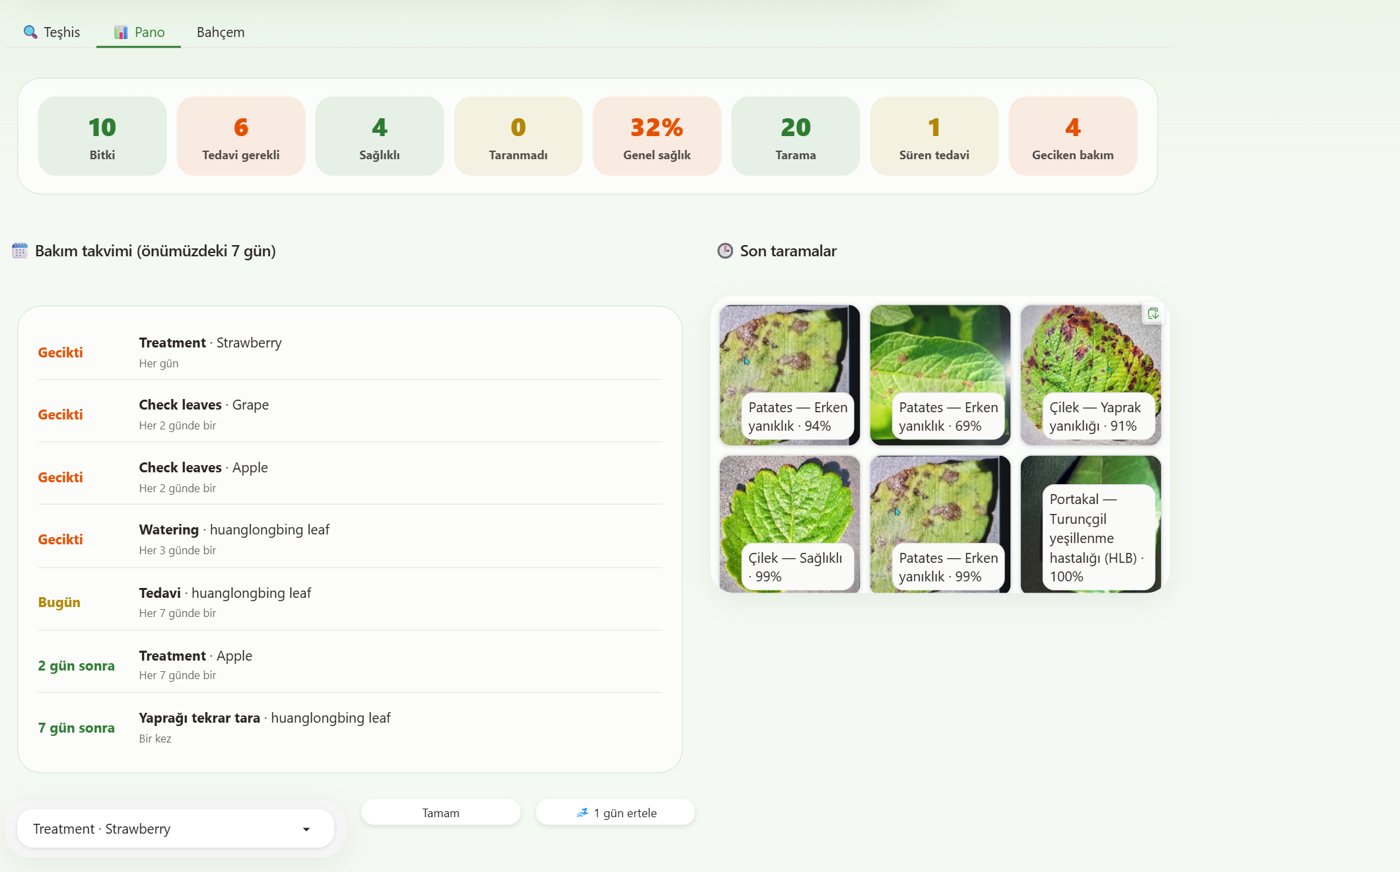 Teşhis
Pano
Bahçem
10
Bitki
6
Tedavi gerekli
4
Sağlıklı
0
Taranmadı
32%
Genel sağlık
20
Tarama
1
Süren tedavi
4
Geciken bakım
Bakım takvimi (önümüzdeki 7 gün)
Gecikti
Treatment · Strawberry
Her gün
Gecikti
Check leaves · Grape
Her 2 günde bir
Gecikti
Check leaves · Apple
Her 2 günde bir
Gecikti
Watering · huanglongbing leaf
Her 3 günde bir
Bugün
Tedavi · huanglongbing leaf
Her 7 günde bir
2 gün sonra
Treatment · Apple
Her 7 günde bir
7 gün sonra
Yaprağı tekrar tara · huanglongbing leaf
Bir kez
Treatment · Strawberry
Tamam
💤 1 gün ertele
Son taramalar
Patates — Erken
yanıklık · 94%
Patates — Erken
yanıklık · 69%
Çilek — Yaprak
yanıklığı · 91%
Çilek — Sağlıklı
· 99%
Patates — Erken
yanıklık · 99%
Portakal —
Turunçgil
yeşillenme
hastalığı (HLB) ·
100%